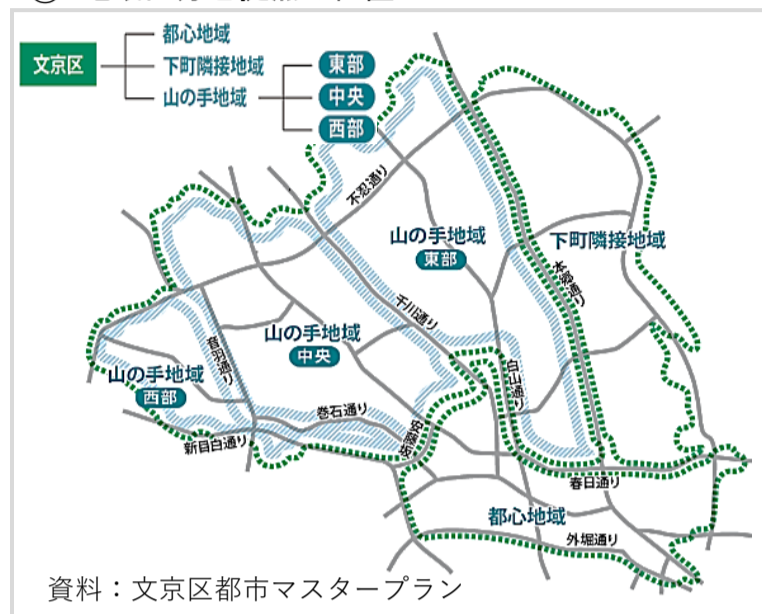 都心地域
文京区
下町隣接地域
山の手地域
東部
中央
西部
不忍通り
山の手地域
東部
下町隣接地域
本郷通り
千川通り
山の手地域
中央
音羽通り
白山通り
山の手地域
西部
巻石通り
安藤坂
新目白通り
春日通り
都心地域
外堀通り
資料：文京区都市マスタープラン